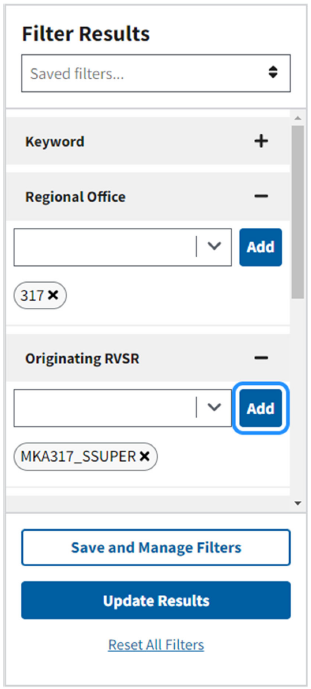 Filter Results
Saved filters...
Keyword
Regional Office
Add
317
Originating RVSR
Add
MKA317_SSUPER
Save and Manage Filters
Update Results
Reset All Filters